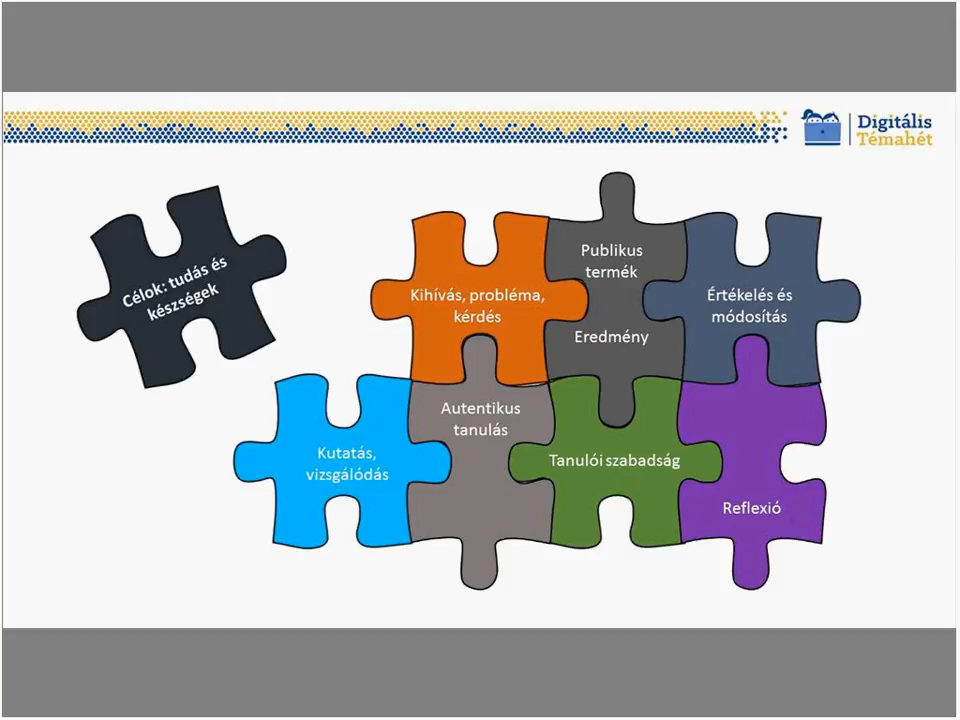 Digitális
Témahét
Célok: tudás és
készségek
Kihívás, probléma,
kérdés
Publikus
termék
Eredmény
Értékelés és
módosítás
Kutatás,
vizsgálódás
Autentikus
tanulás
Tanulói szabadság
Reflexió